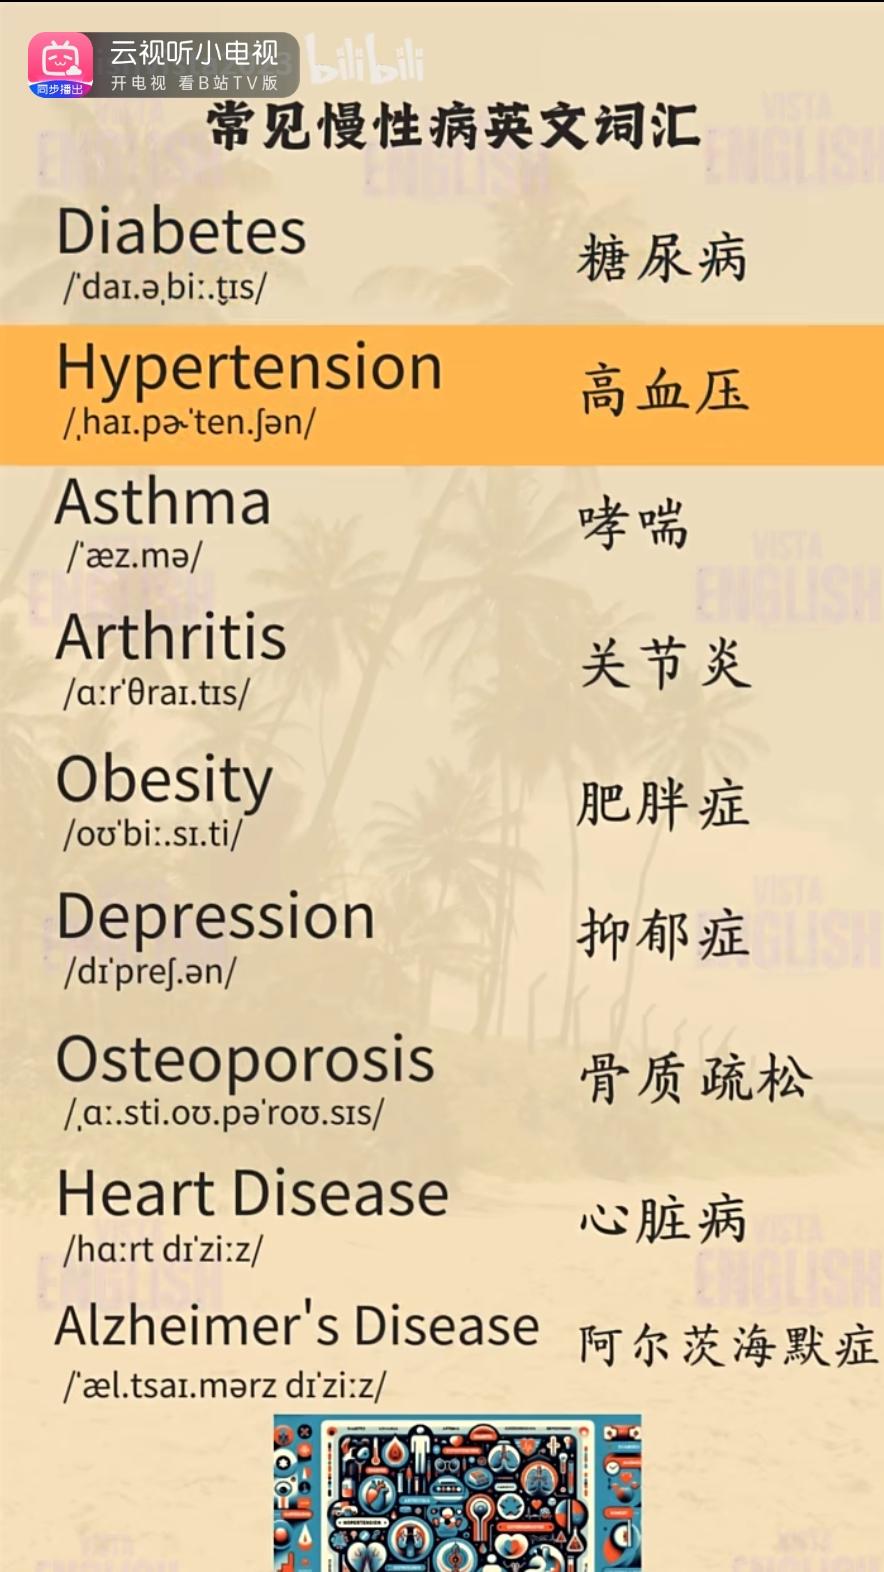 云视听小电视
开电视 看B站TV版
同步播出
bilibili
常见慢性病英文词汇
Diabetes
/ˈdaɪ.əˌbiː.t̬ɪs/
糖尿病
Hypertension
/ˌhaɪ.pɚˈten.ʃən/
高血压
Asthma
/ˈæz.mə/
哮喘
Arthritis
/ɑːrˈθraɪ.tɪs/
关节炎
Obesity
/oʊˈbiː.sɪ.ti/
肥胖症
Depression
/dɪˈpreʃ.ən/
抑郁症
Osteoporosis
/ˌɑː.sti.oʊ.pəˈroʊ.sɪs/
骨质疏松
Heart Disease
/hɑːrt dɪˈziːz/
心脏病
Alzheimer's Disease
/ˈæl.tsaɪ.mərz dɪˈziːz/
阿尔茨海默症
VISTA
ENGLISH